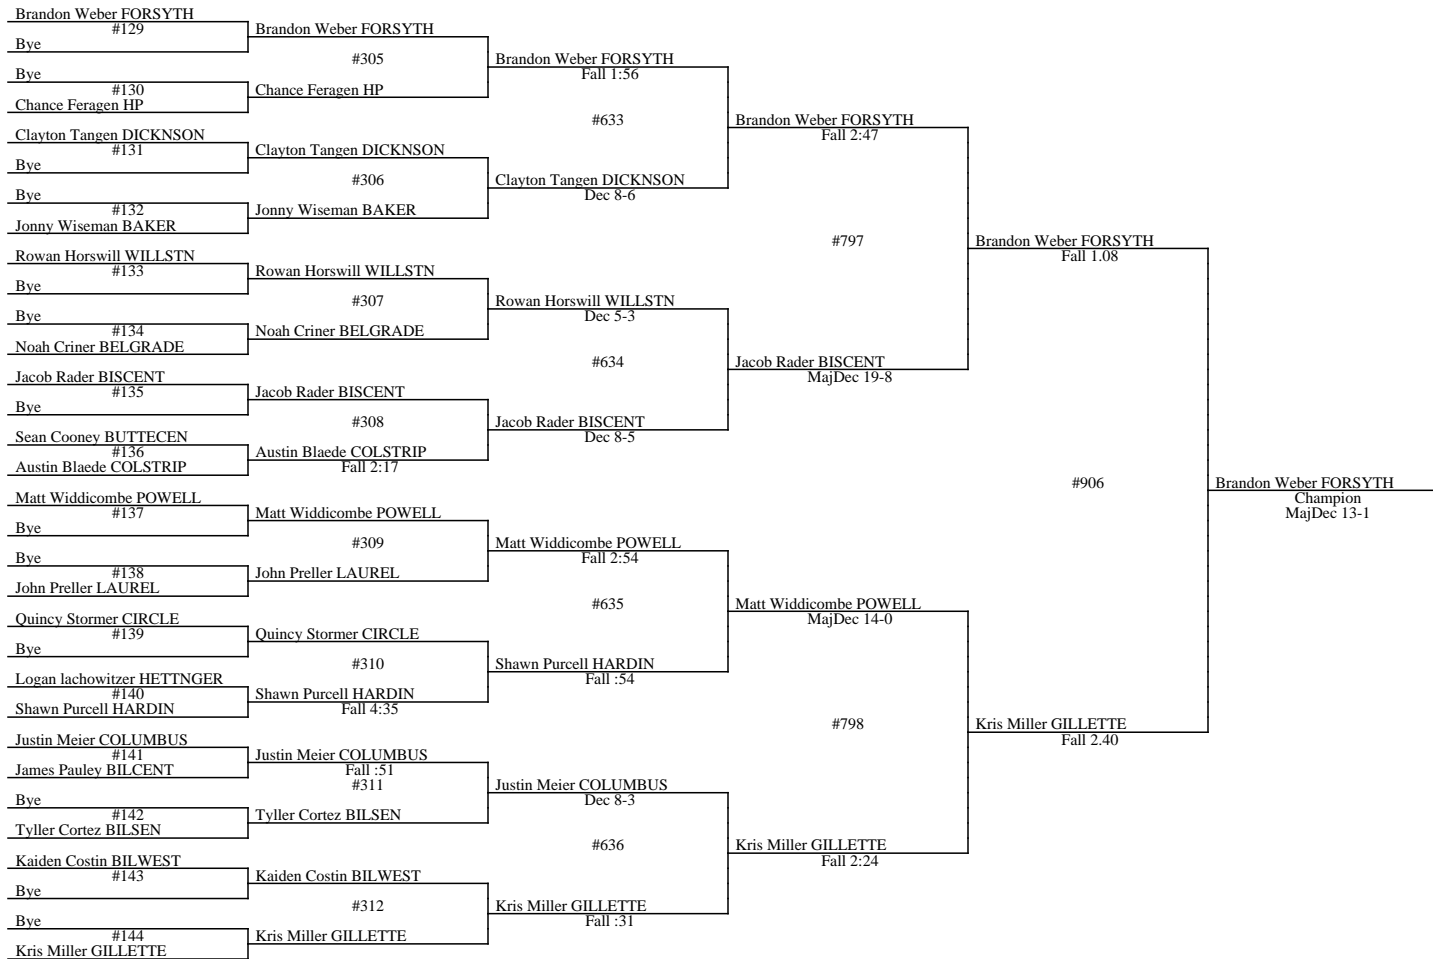 Brandon Weber FORSYTH
#129
Bye
Bye
#130
Chance Feragen HP
Clayton Tangen DICKNSON
#131
Bye
Bye
#132
Jonny Wiseman BAKER
Rowan Horswill WILLSTN
#133
Bye
Bye
#134
Noah Criner BELGRADE
Jacob Rader BISCENT
#135
Bye
Sean Cooney BUTTECEN
#136
Austin Blaede COLSTRIP
Matt Widdicombe POWELL
#137
Bye
Bye
#138
John Preller LAUREL
Quincy Stormer CIRCLE
#139
Bye
Logan lachowitzer HETTNGER
#140
Shawn Purcell HARDIN
Justin Meier COLUMBUS
#141
James Pauley BILCENT
Bye
#142
Tyller Cortez BILSEN
Kaiden Costin BILWEST
#143
Bye
Bye
#144
Kris Miller GILLETTE
Brandon Weber FORSYTH
#305
Chance Feragen HP
Clayton Tangen DICKNSON
#306
Jonny Wiseman BAKER
Rowan Horswill WILLSTN
#307
Noah Criner BELGRADE
Jacob Rader BISCENT
#308
Austin Blaede COLSTRIP
Fall 2:17
Matt Widdicombe POWELL
#309
John Preller LAUREL
Quincy Stormer CIRCLE
#310
Shawn Purcell HARDIN
Fall 4:35
Justin Meier COLUMBUS
Fall :51
#311
Tyller Cortez BILSEN
Kaiden Costin BILWEST
#312
Kris Miller GILLETTE
Brandon Weber FORSYTH
Fall 1:56
#633
Clayton Tangen DICKNSON
Dec 8-6
Rowan Horswill WILLSTN
Dec 5-3
#634
Jacob Rader BISCENT
Dec 8-5
Matt Widdicombe POWELL
Fall 2:54
#635
Shawn Purcell HARDIN
Fall :54
Justin Meier COLUMBUS
Dec 8-3
#636
Kris Miller GILLETTE
Fall :31
Brandon Weber FORSYTH
Fall 2:47
#797
Jacob Rader BISCENT
MajDec 19-8
Matt Widdicombe POWELL
MajDec 14-0
#798
Kris Miller GILLETTE
Fall 2:24
Brandon Weber FORSYTH
Fall 1.08
#906
Kris Miller GILLETTE
Fall 2.40
Brandon Weber FORSYTH
Champion
MajDec 13-1